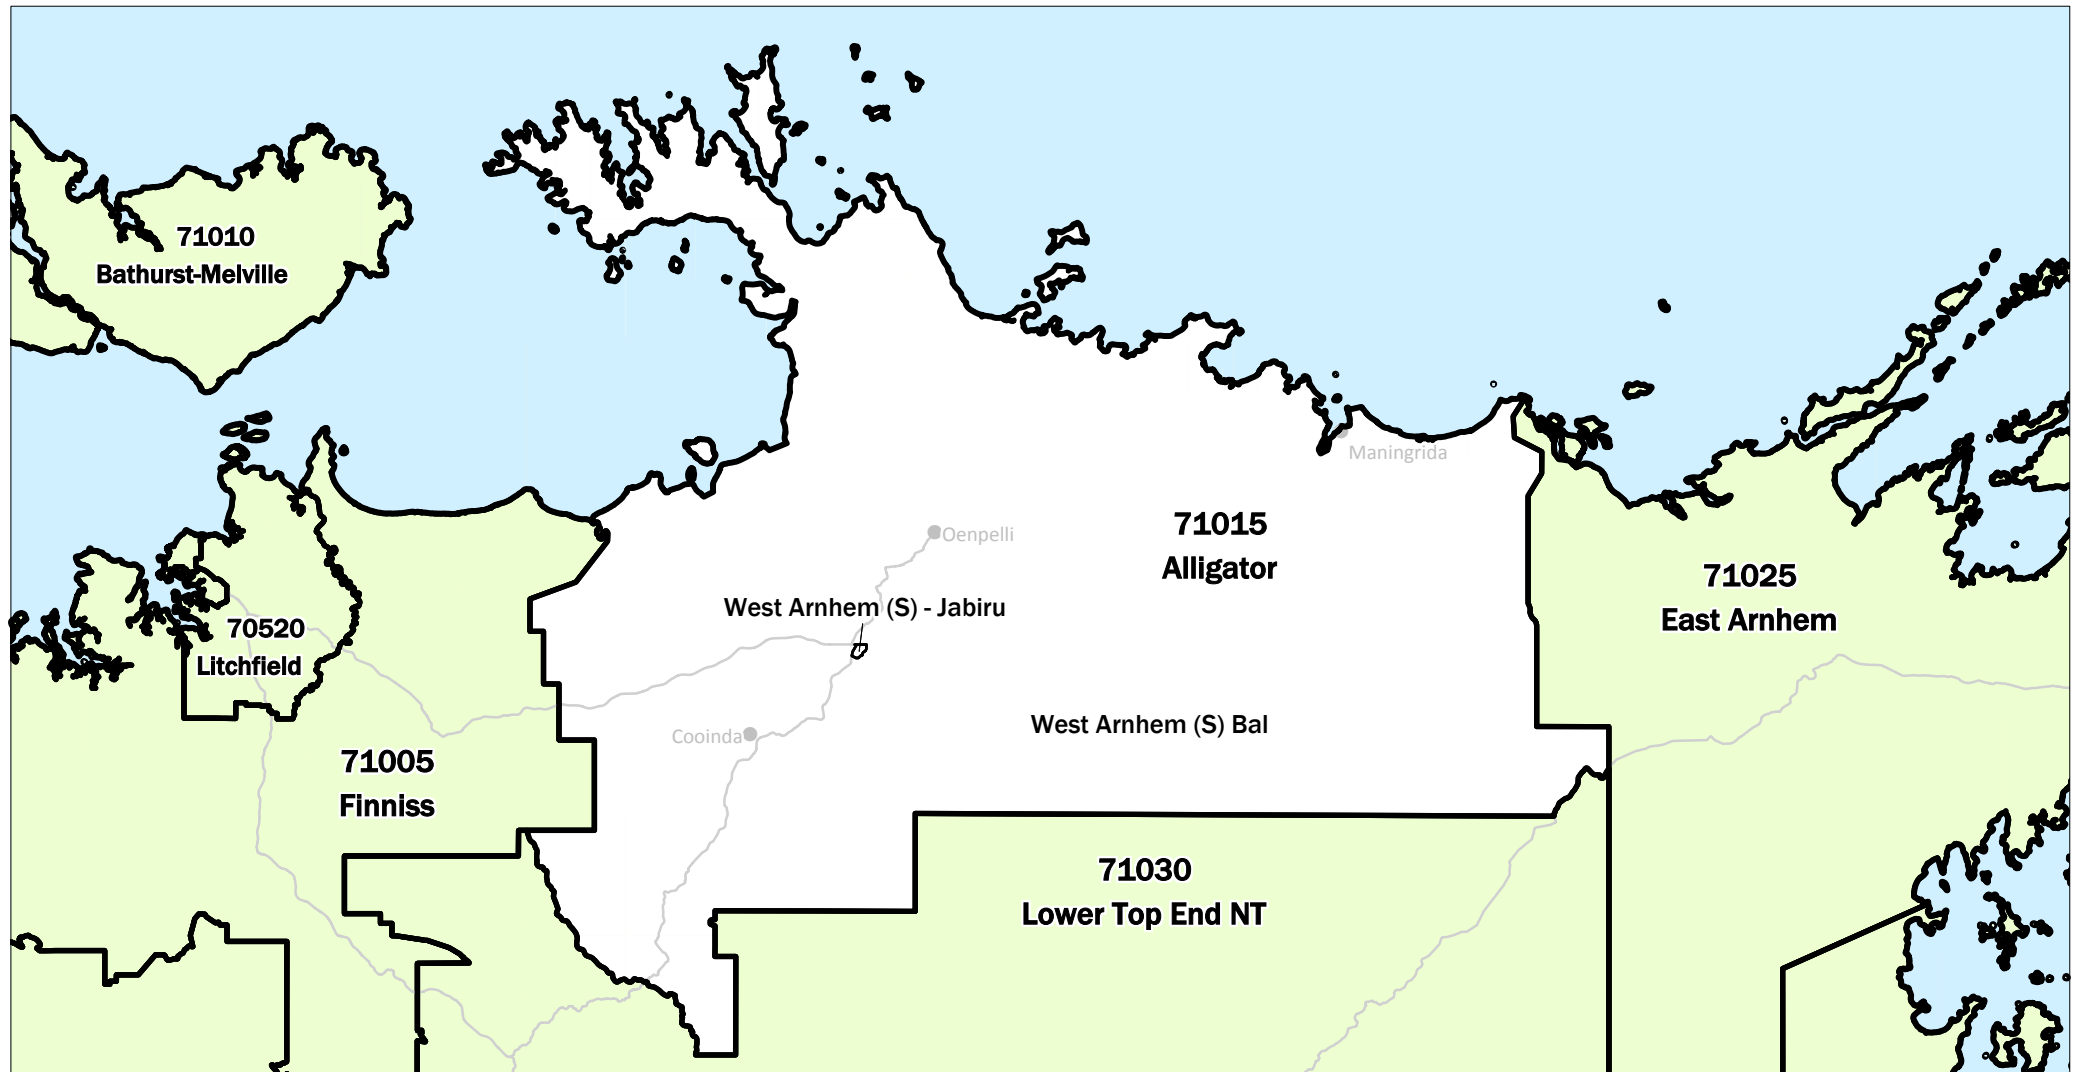 71010
Bathurst-Melville
Maningrida
71015
Alligator
Oenpelli
71025
East Arnhem
West Arnhem (S) - Jabiru
70520
Litchfield
West Arnhem (S) Bal
Cooinda
71005
Finniss
71030
Lower Top End NT